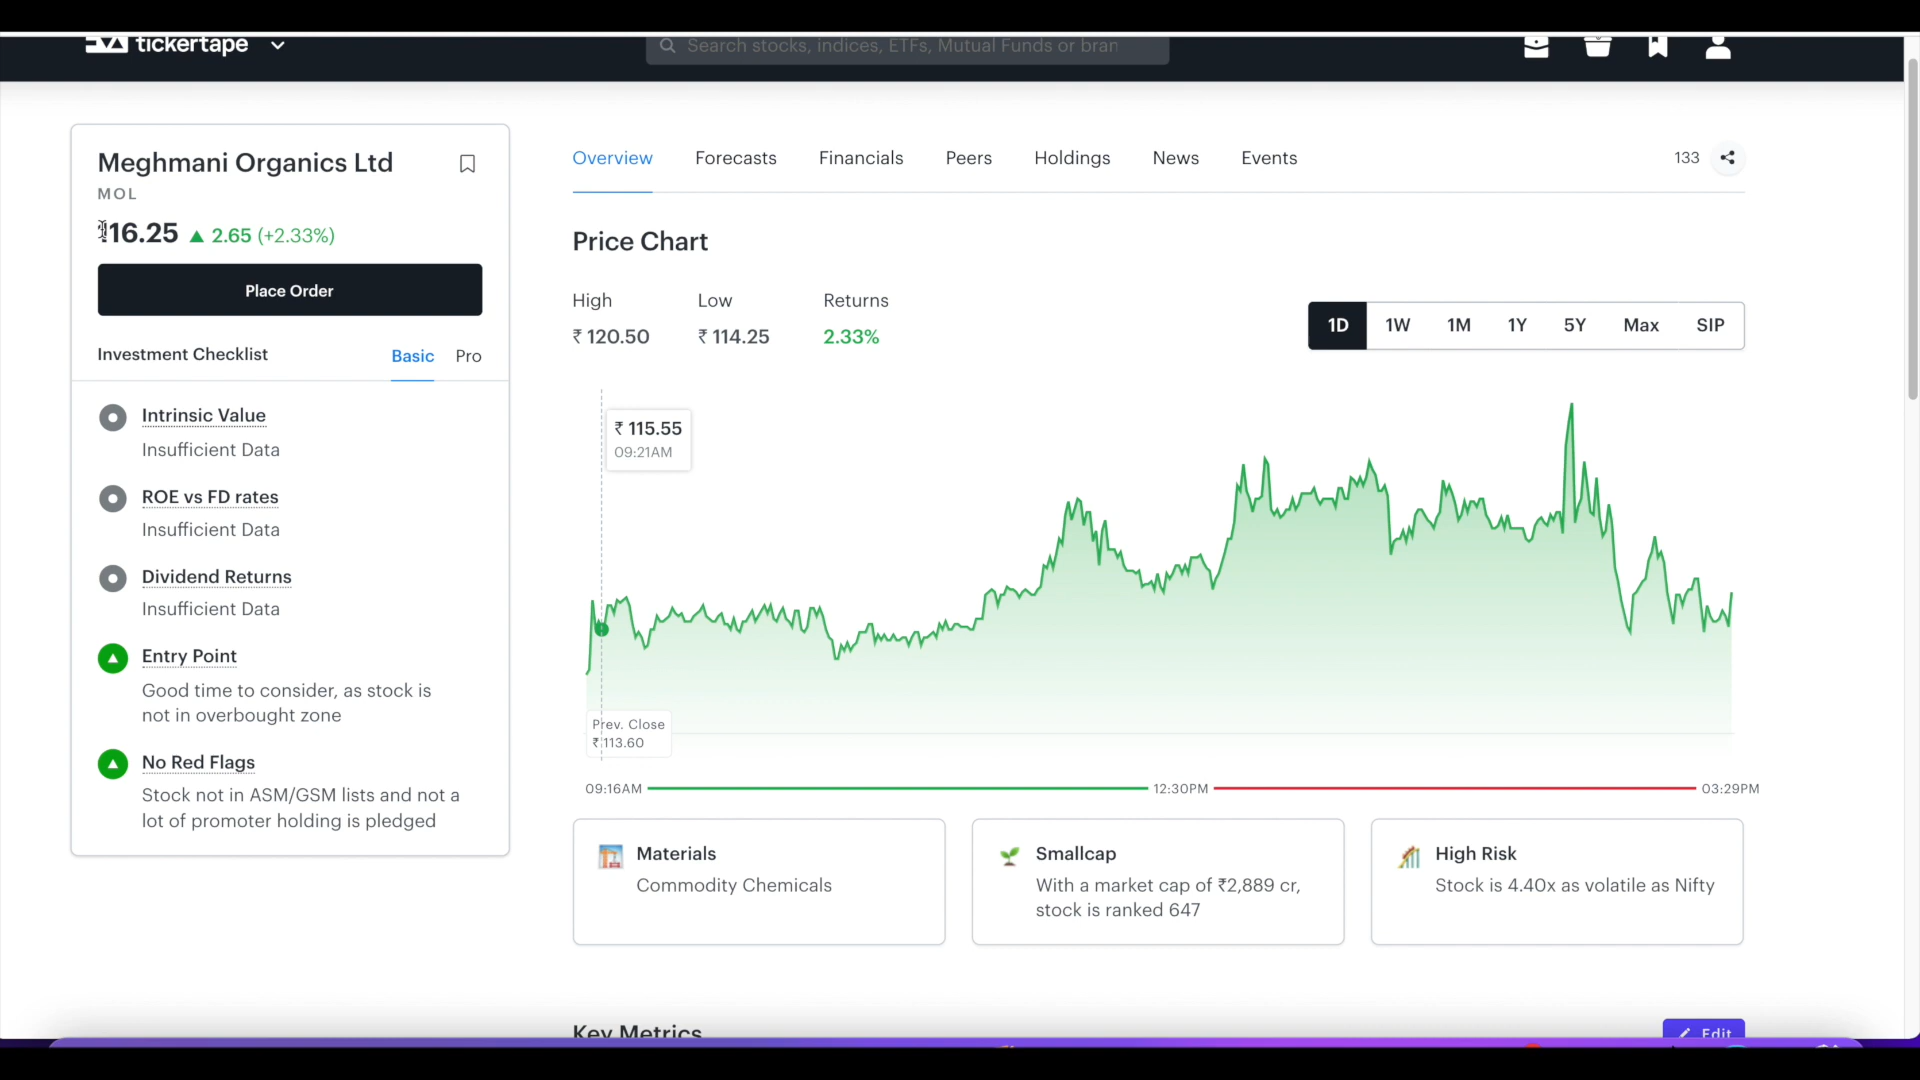 tickertape
Search stocks, indices, ETFs, Mutual Funds or bran
Meghmani Organics Ltd
MOL
116.25 ▲ 2.65 (+2.33%)
Place Order
Investment Checklist
Basic
Pro
Intrinsic Value
Insufficient Data
ROE vs FD rates
Insufficient Data
Dividend Returns
Insufficient Data
Entry Point
Good time to consider, as stock is
not in overbought zone
No Red Flags
Stock not in ASM/GSM lists and not a
lot of promoter holding is pledged
Overview
Forecasts
Financials
Peers
Holdings
News
Events
133
Price Chart
High
Low
Returns
₹ 120.50
₹ 114.25
2.33%
1D
1W
1M
1Y
5Y
Max
SIP
₹ 115.55
09:21AM
Prev. Close
₹ 113.60
09:16AM
12:30PM
03:29PM
Materials
Commodity Chemicals
Smallcap
With a market cap of ₹2,889 cr,
stock is ranked 647
High Risk
Stock is 4.40x as volatile as Nifty
Key Metrics
Edit